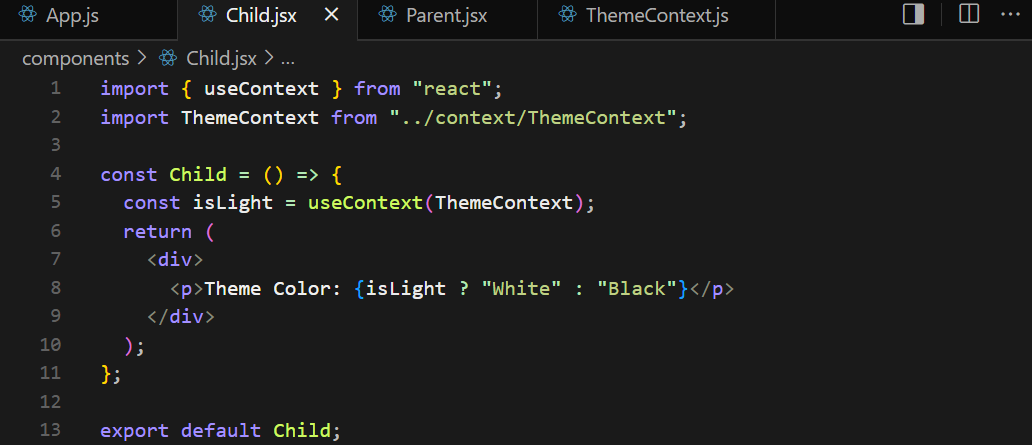 App.js Child.jsx × Parent.jsx ThemeContext.js ...
components > Child.jsx > ...
1 import { useContext } from "react";
2 import ThemeContext from "../context/ThemeContext";
3
4 const Child = () => {
5   const isLight = useContext(ThemeContext);
6   return (
7     <div>
8       <p>Theme Color: {isLight ? "White" : "Black"}</p>
9     </div>
10   );
11 };
12
13 export default Child;